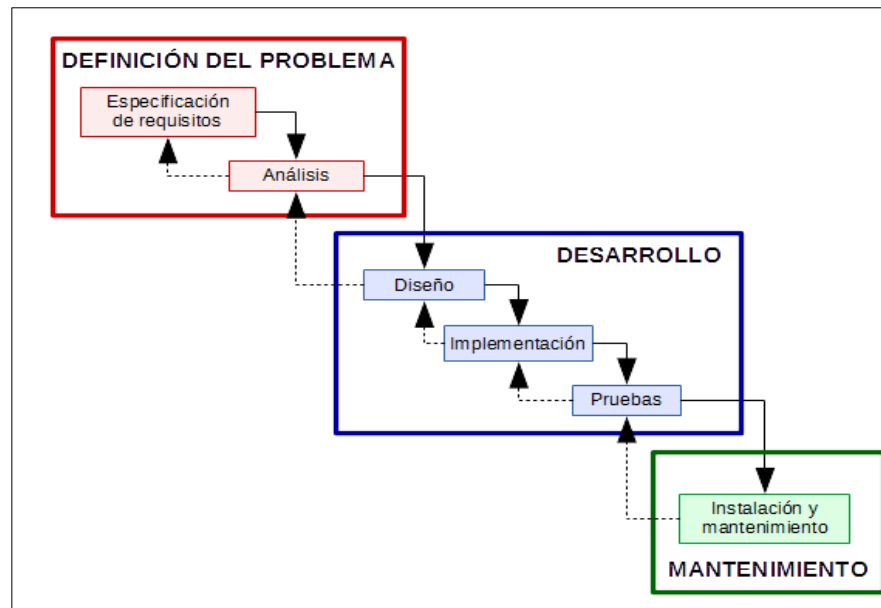 DEFINICIÓN DEL PROBLEMA
Especificación
de requisitos
Análisis
DESARROLLO
Diseño
Implementación
Pruebas
Instalación y
mantenimiento
MANTENIMIENTO